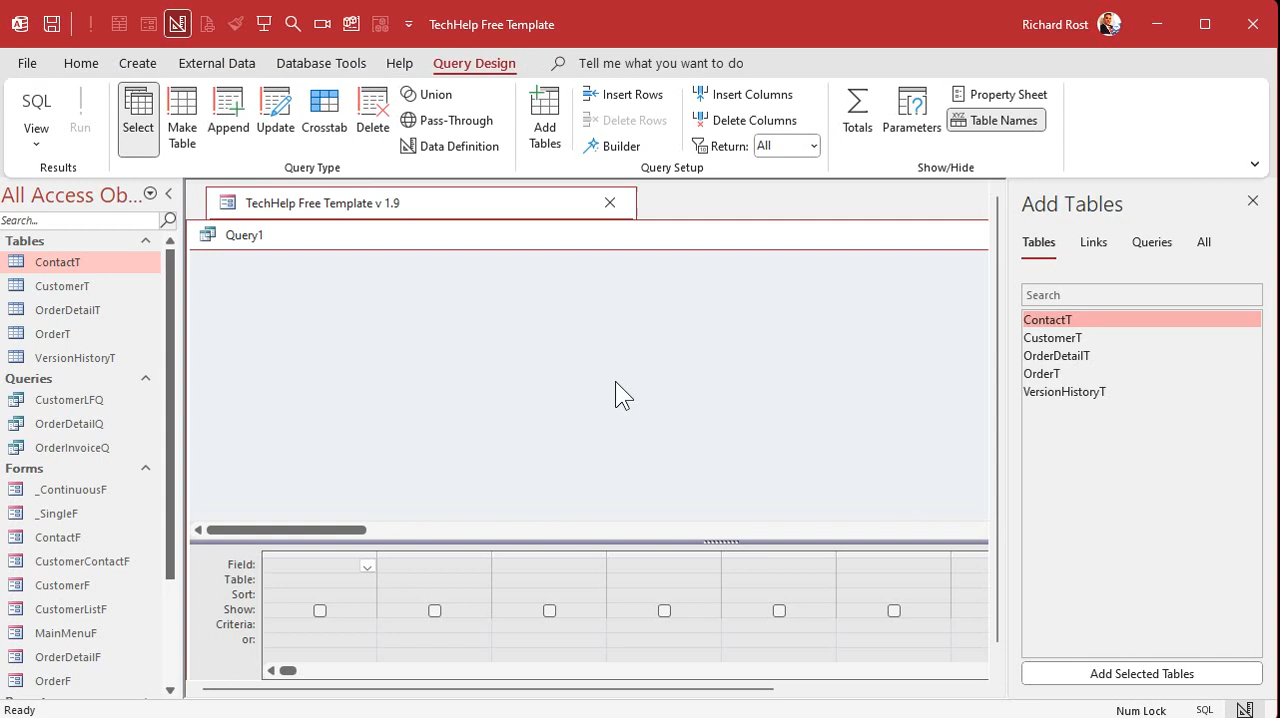 TechHelp Free Template
Richard Rost
File Home Create External Data Database Tools Help Query Design Tell me what you want to do
SQL
View
Run
Results
Select
Make
Table
Append
Update
Crosstab
Delete
Union
Pass-Through
Data Definition
Query Type
Add
Tables
Insert Rows
Delete Rows
Builder
Insert Columns
Delete Columns
Return: All
Query Setup
Totals
Parameters
Property Sheet
XYZ Table Names
Show/Hide
All Access Ob...
Search...
Tables
ContactT
CustomerT
OrderDetailT
OrderT
VersionHistoryT
Queries
CustomerLFQ
OrderDetailQ
OrderInvoiceQ
Forms
_ContinuousF
_SingleF
ContactF
CustomerContactF
CustomerF
CustomerListF
MainMenuF
OrderDetailF
OrderF
TechHelp Free Template v 1.9
Query1
Field:
Table:
Sort:
Show:
Criteria:
or:
Add Tables
Tables Links Queries All
Search
ContactT
CustomerT
OrderDetailT
OrderT
VersionHistoryT
Add Selected Tables
Ready
Num Lock
SQL